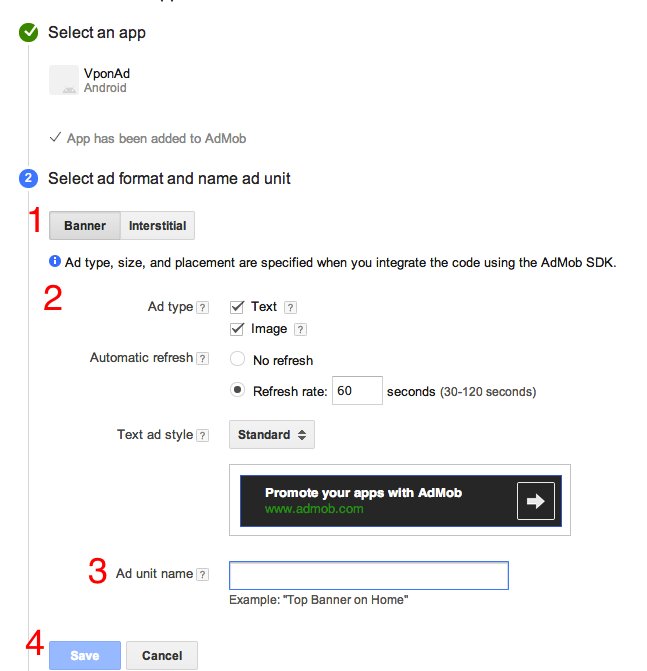 Select an app
VponAd
Android
App has been added to AdMob
2 Select ad format and name ad unit
1 Banner Interstitial
Ad type, size, and placement are specified when you integrate the code using the AdMob SDK.
2 Ad type ? Text ?
Image ?
Automatic refresh ? No refresh
Refresh rate: 60 seconds (30-120 seconds)
Text ad style ? Standard
Promote your apps with AdMob
www.admob.com
3 Ad unit name ?
Example: "Top Banner on Home"
4 Save Cancel